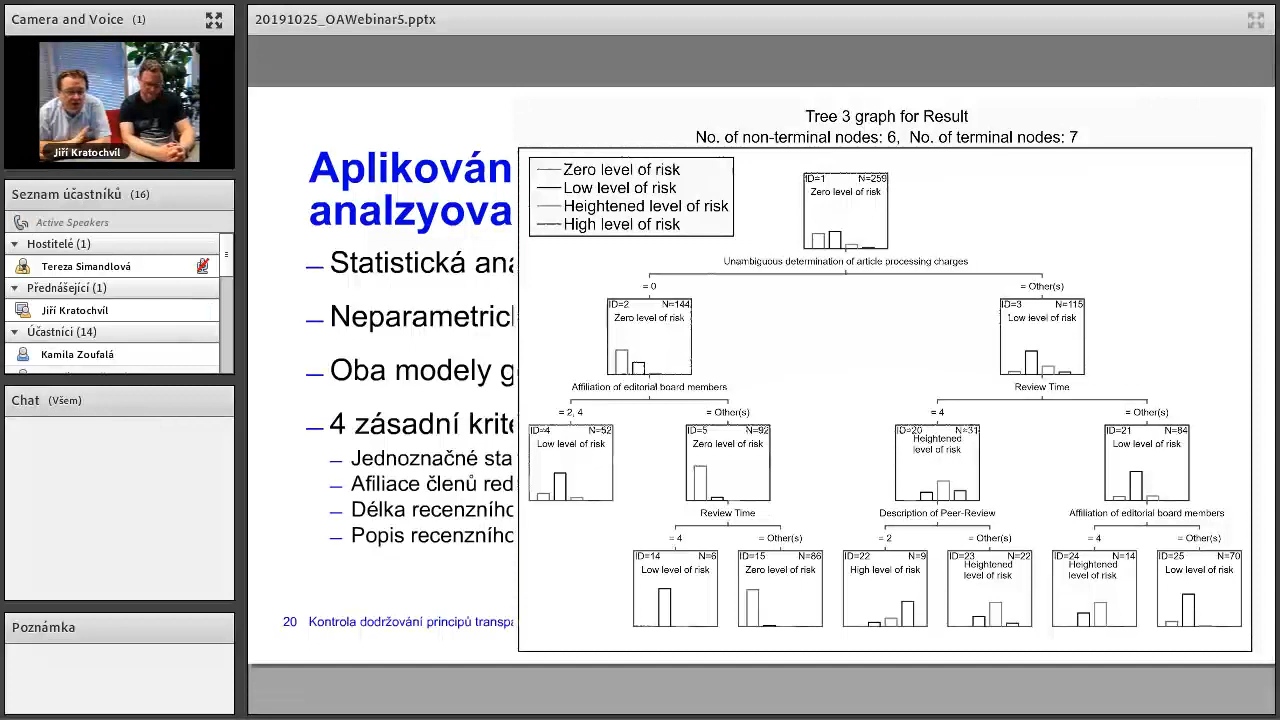 Camera and Voice (1)
Jiří Kratochvíl
Seznam účastníků (16)
Active Speakers
Hostitelé (1)
Tereza Simandlová
Přednášející (1)
Jiří Kratochvíl
Účastníci (14)
Kamila Zoufalá
Chat (Všem)
Poznámka
20191025_OAWebinar5.pptx
Aplikován
analzyova
— Statistická ana
— Neparametric
— Oba modely g
— 4 zásadní krité
— Jednoznačné sta
— Afiliace členů red
— Délka recenzního
— Popis recenzního
20 Kontrola dodržování principů transpa
Tree 3 graph for Result
No. of non-terminal nodes: 6, No. of terminal nodes: 7
Zero level of risk
Low level of risk
Heightened level of risk
High level of risk
ID=1 N=259
Zero level of risk
Unambiguous determination of article processing charges
= 0 = Other(s)
ID=2 N=144
Zero level of risk
ID=3 N=115
Low level of risk
Affiliation of editorial board members
Review Time
= 2, 4 = Other(s) = 4 = Other(s)
ID=4 N=52
Low level of risk
ID=5 N=92
Zero level of risk
ID=20 N=31
Heightened
level of risk
ID=21 N=84
Low level of risk
Review Time
Description of Peer-Review
Affiliation of editorial board members
= 4 = Other(s) = 2 = Other(s) = 4 = Other(s)
ID=14 N=6
Low level of risk
ID=15 N=86
Zero level of risk
ID=22 N=9
High level of risk
ID=23 N=22
Heightened
level of risk
ID=24 N=14
Heightened
level of risk
ID=25 N=70
Low level of risk